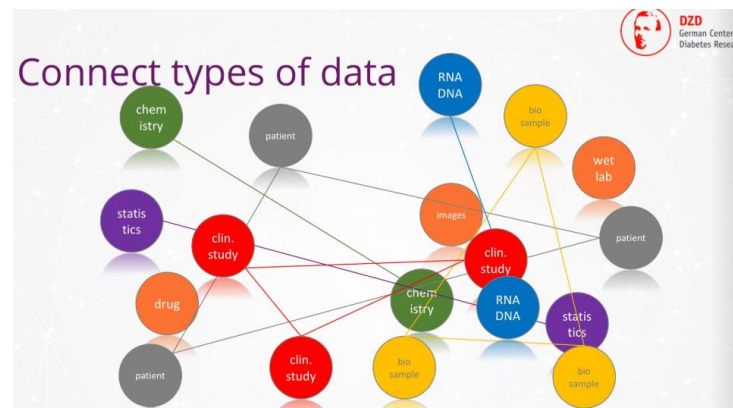 DZD
German Center
Diabetes Resea
Connect types of data
RNA
DNA
chem
istry
bio
sample
patient
wet
lab
statis
tics
images
clin.
study
patient
clin.
study
chem
istry
RNA
DNA
drug
statis
tics
patient
clin.
study
bio
sample
bio
sample